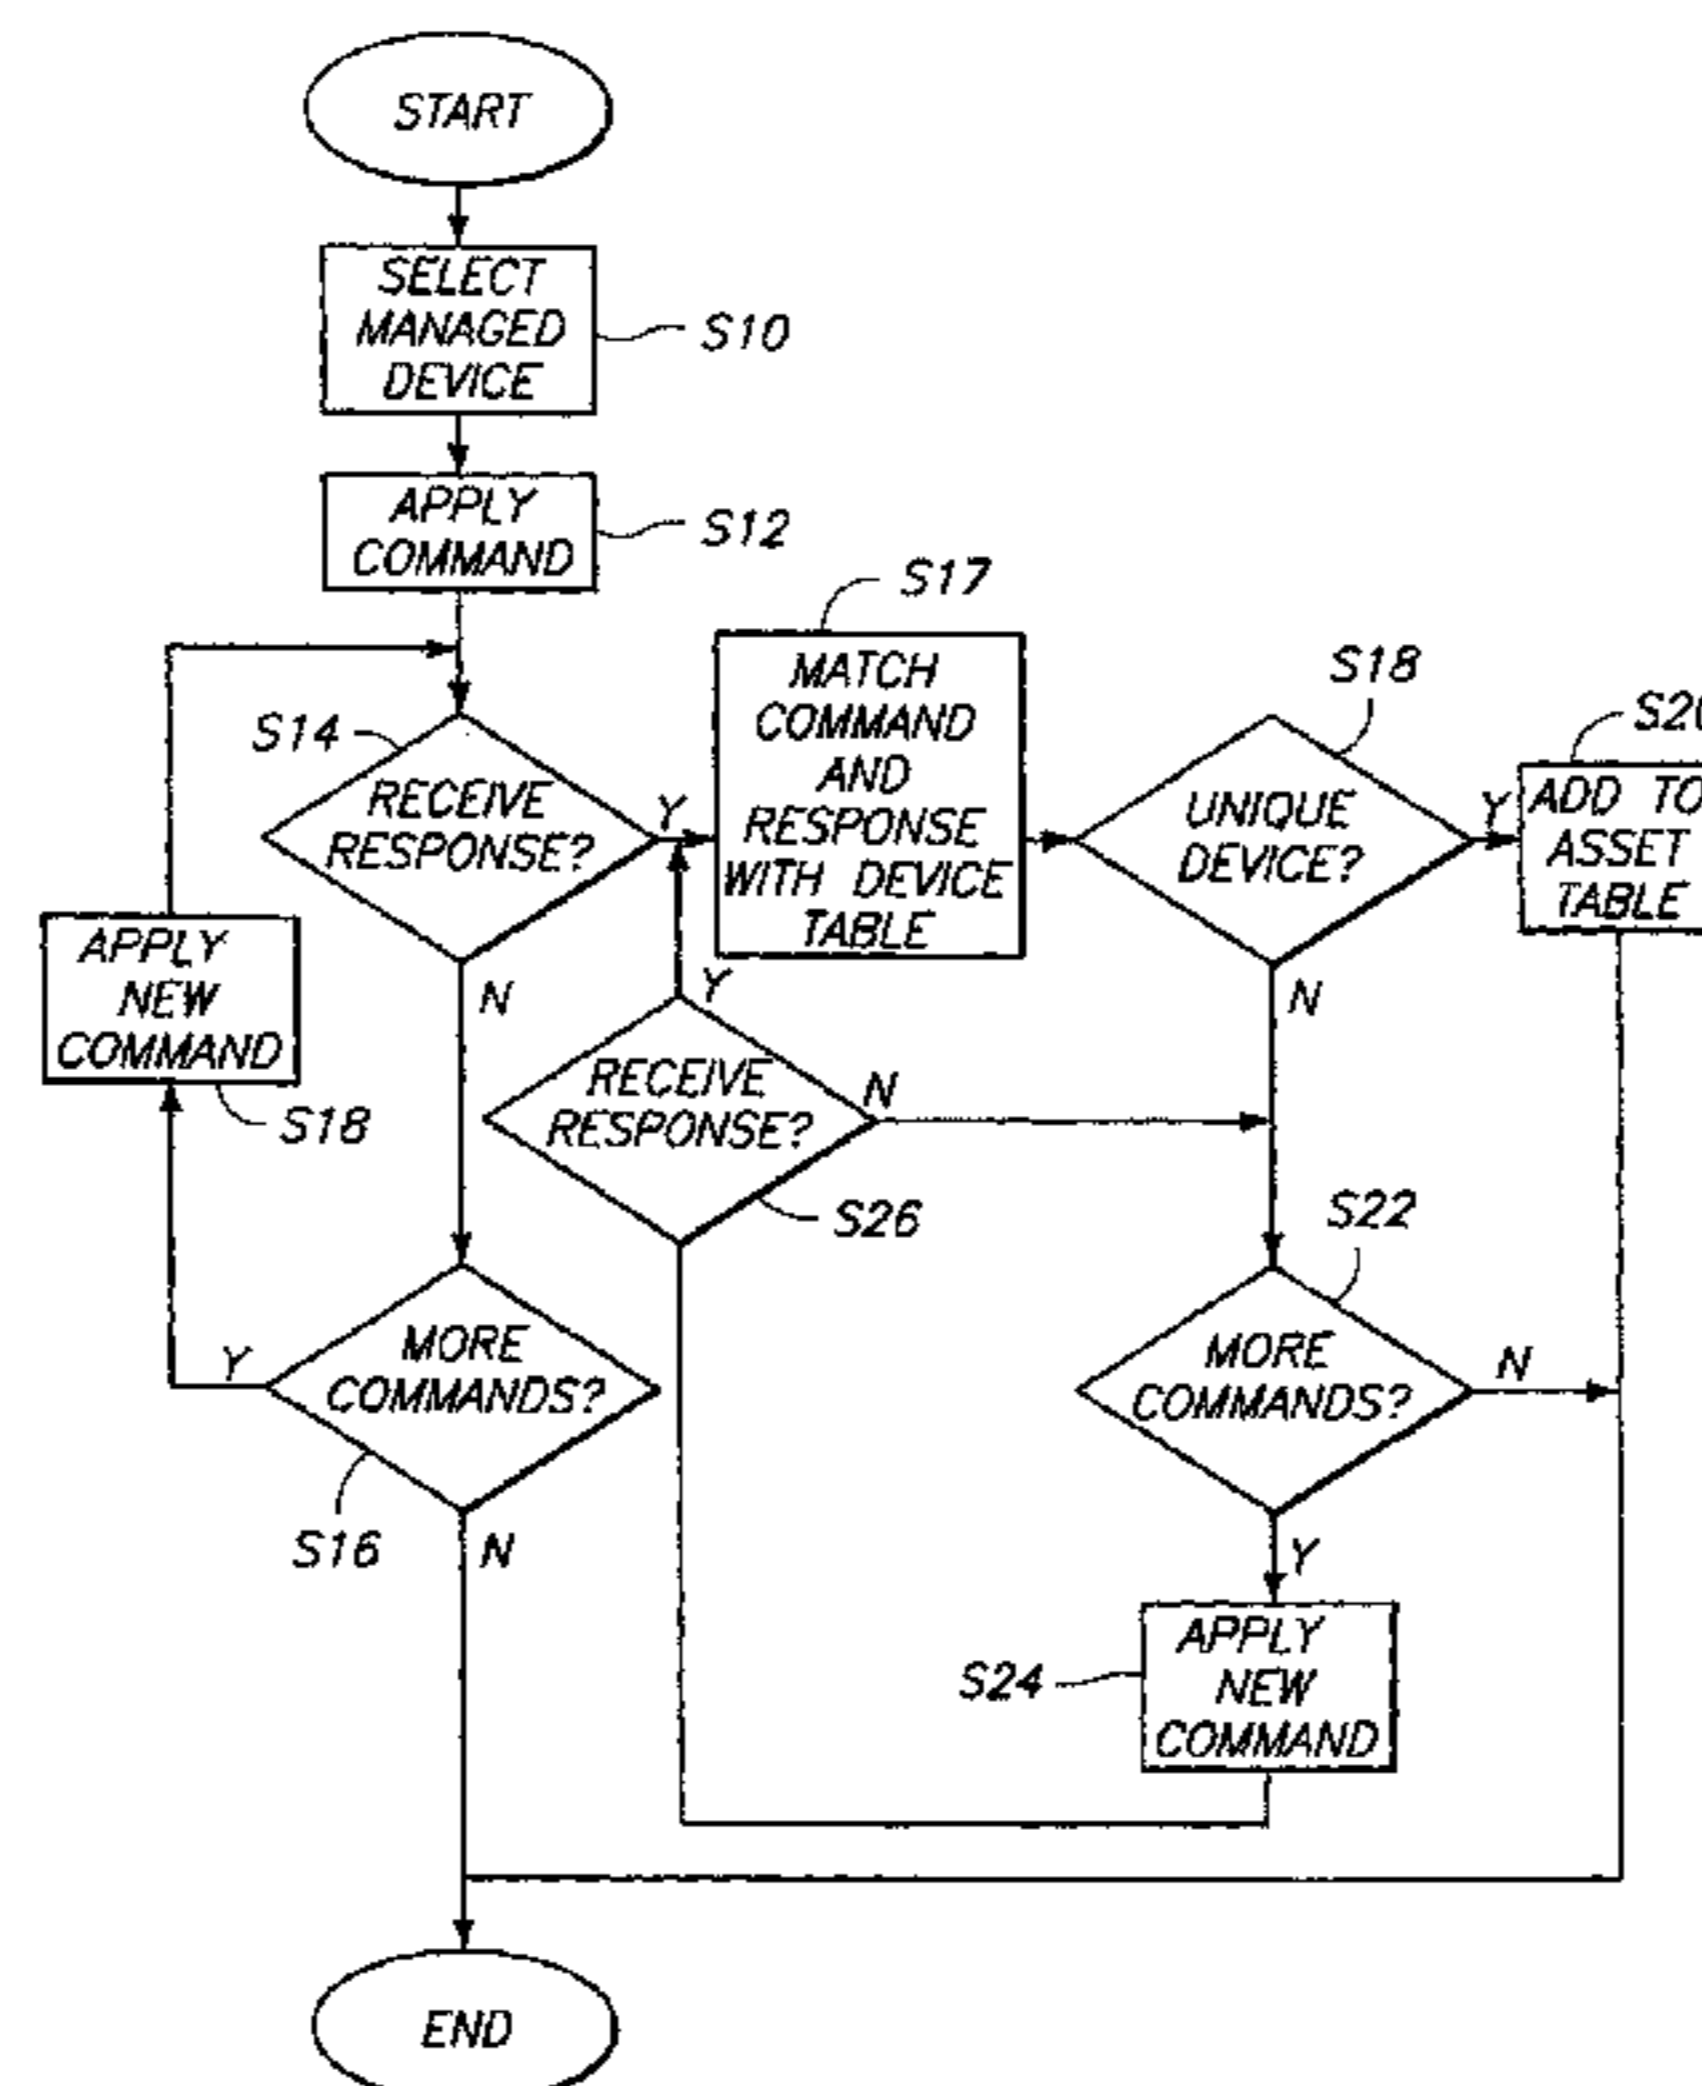 START
SELECT
MANAGED
DEVICE
S10
APPLY
COMMAND
S12
S17
MATCH
COMMAND
AND
RESPONSE
WITH DEVICE
TABLE
S18
UNIQUE
DEVICE?
Y
N
ADD TO
ASSET
TABLE
S14
RECEIVE
RESPONSE?
Y
N
APPLY
NEW
COMMAND
S18
Y
RECEIVE
RESPONSE?
N
S26
S22
MORE
COMMANDS?
N
Y
Y
MORE
COMMANDS?
S16
N
S24
APPLY
NEW
COMMAND
END